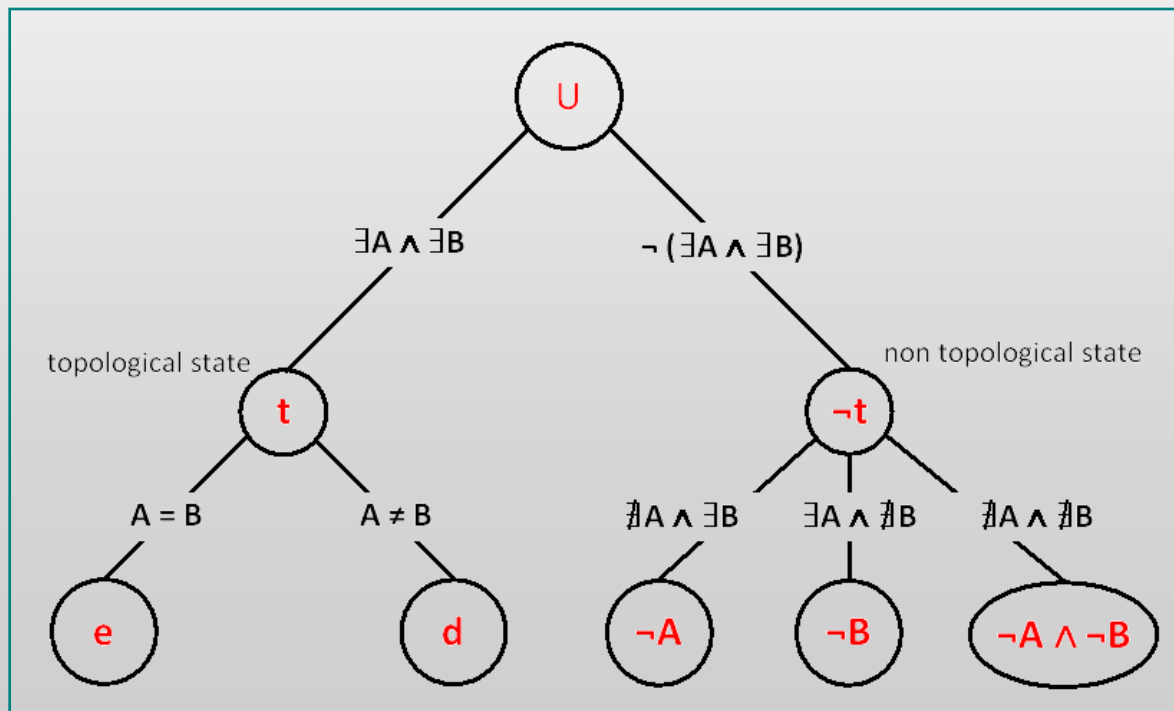 U
∃A ∧ ∃B
¬ (∃A ∧ ∃B)
topological state
non topological state
t
¬t
A = B
A ≠ B
∄A ∧ ∃B
∃A ∧ ∄B
∄A ∧ ∄B
e
d
¬A
¬B
¬A ∧ ¬B